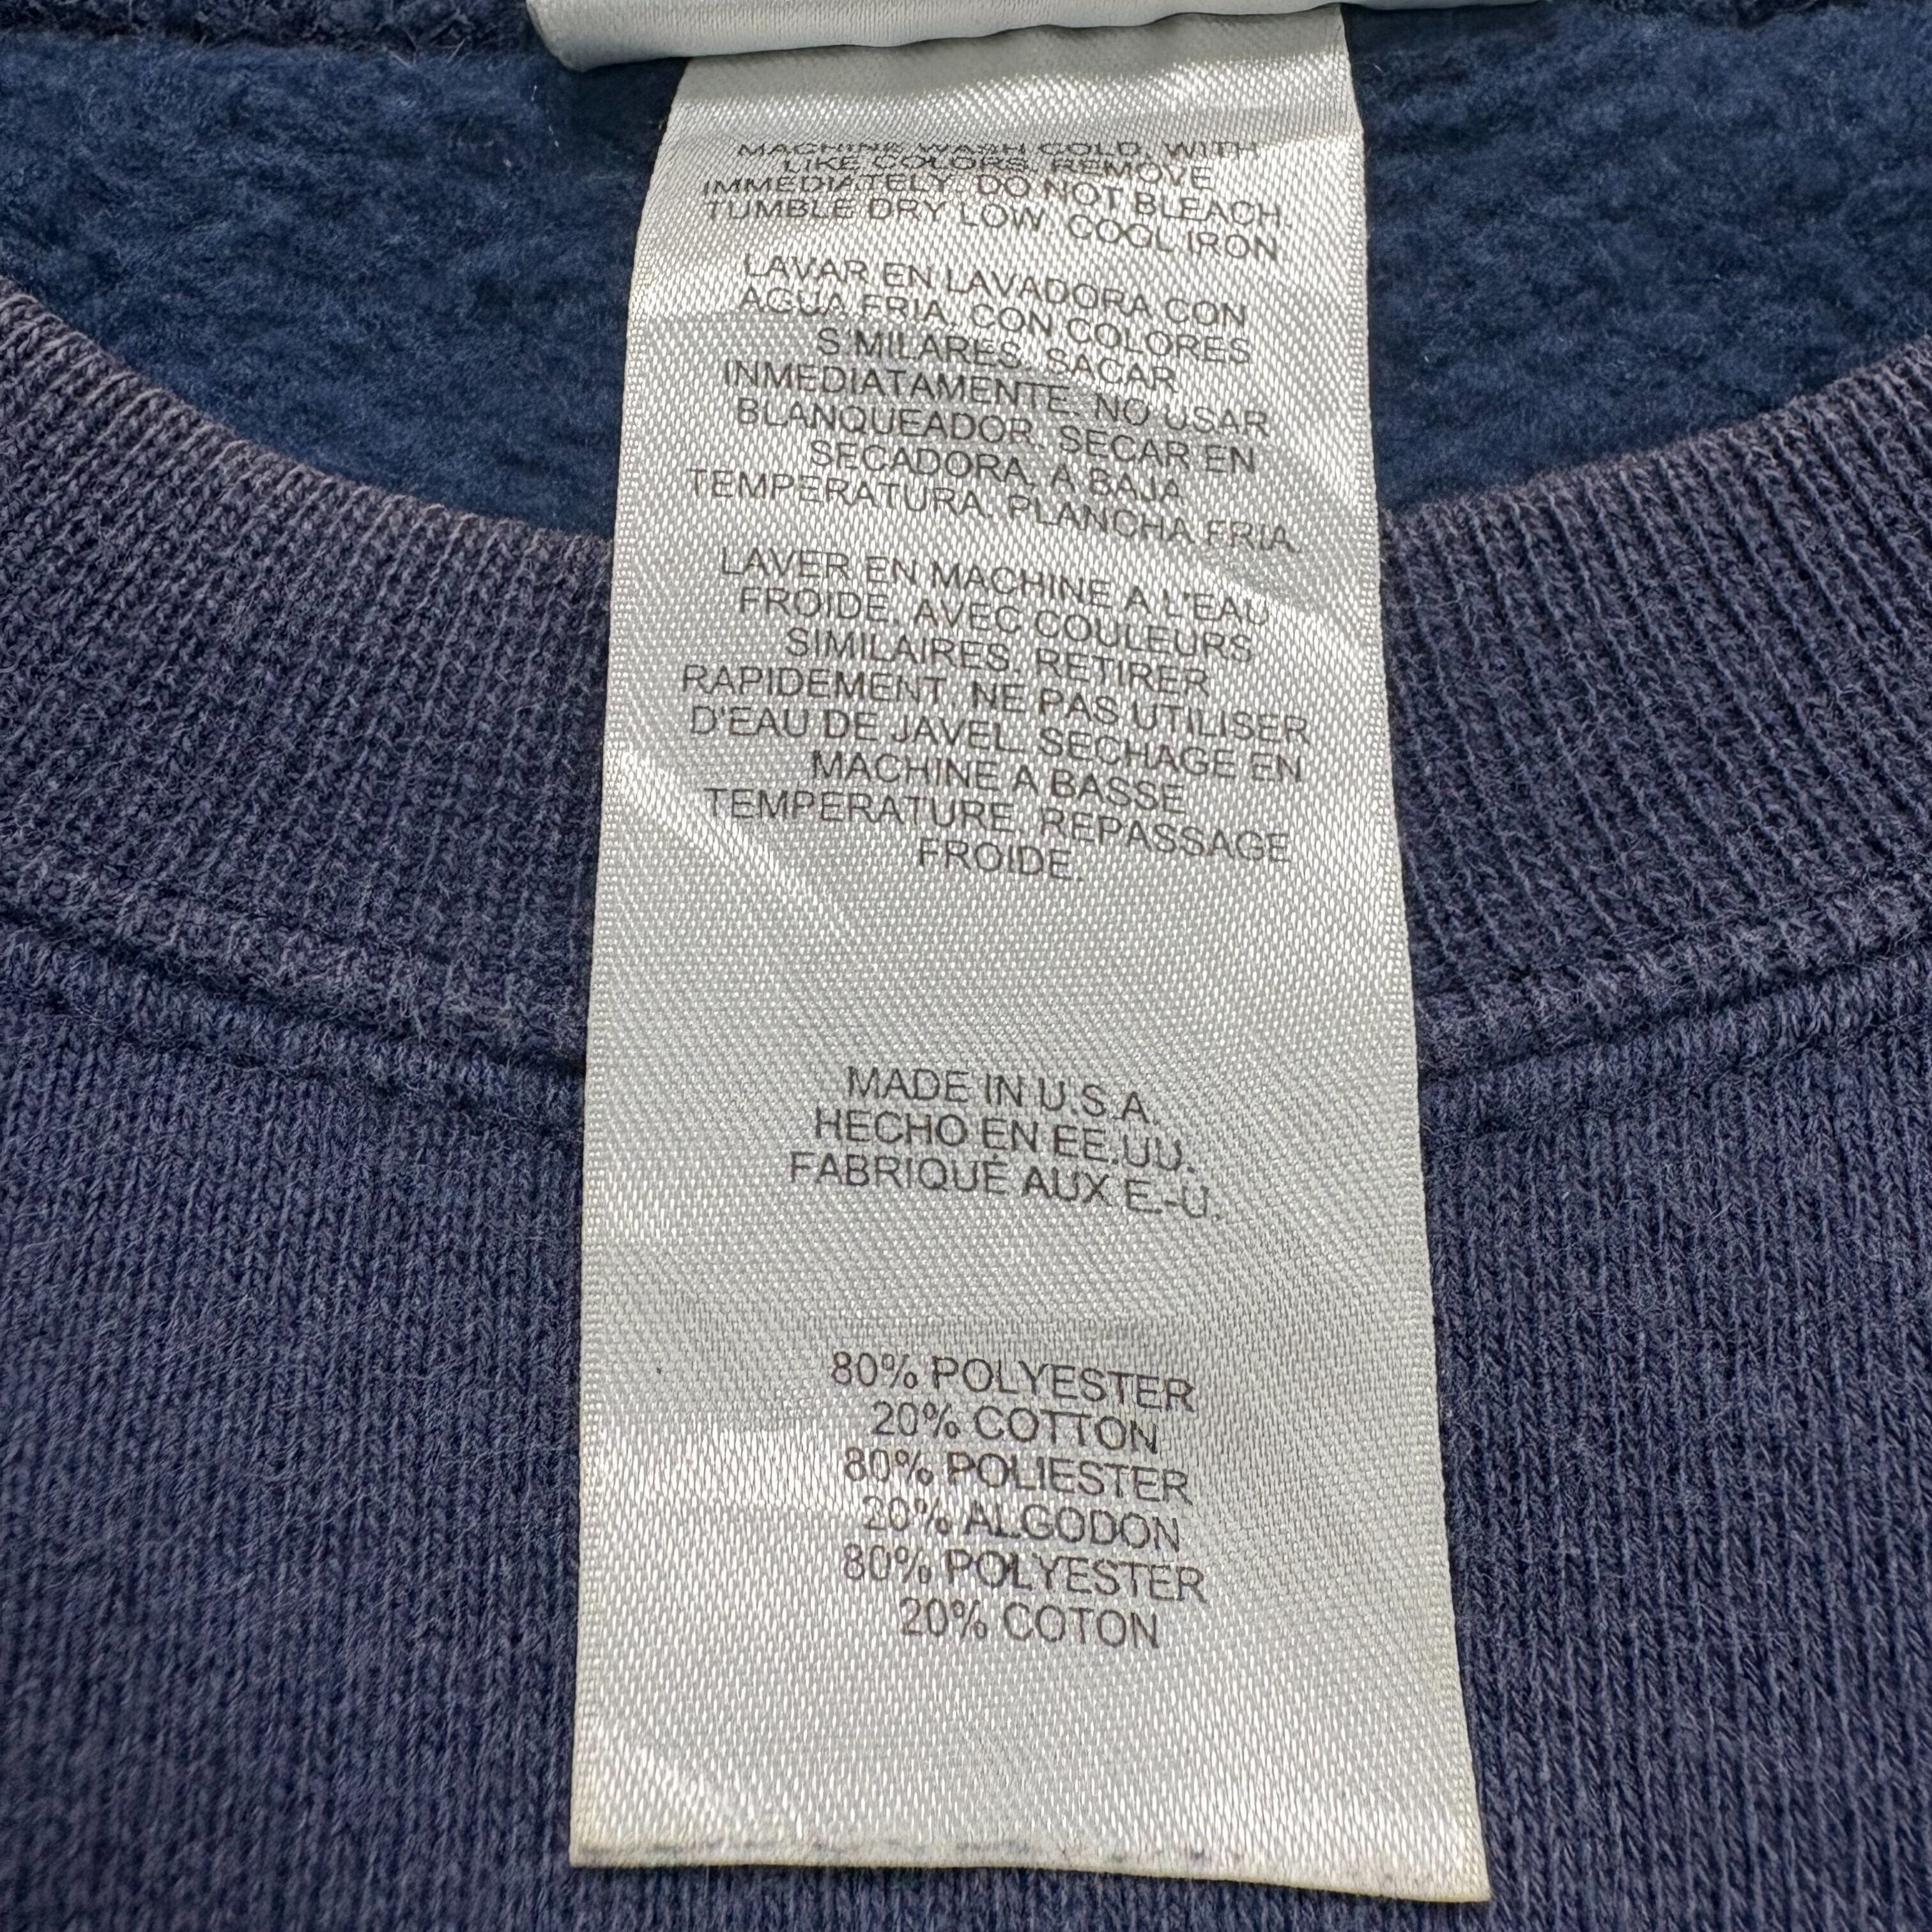 MACHINE WASH COLD, WITH
LIKE COLORS, REMOVE
IMMEDIATELY. DO NOT BLEACH.
TUMBLE DRY LOW. COOL IRON
LAVAR EN LAVADORA CON
AGUA FRIA, CON COLORES
SIMILARES, SACAR
INMEDIATAMENTE. NO USAR
BLANQUEADOR. SECAR EN
SECADORA, A BAJA
TEMPERATURA. PLANCHA FRIA.
LAVER EN MACHINE A L'EAU
FROIDE, AVEC COULEURS
SIMILAIRES. RETIRER
RAPIDEMENT. NE PAS UTILISER
D'EAU DE JAVEL. SECHAGE EN
MACHINE A BASSE
TEMPERATURE. REPASSAGE
FROIDE.
MADE IN U.S.A.
HECHO EN EE.UU.
FABRIQUÉ AUX E.-U.
80% POLYESTER
20% COTTON
80% POLIESTER
20% ALGODON
80% POLYESTER
20% COTON